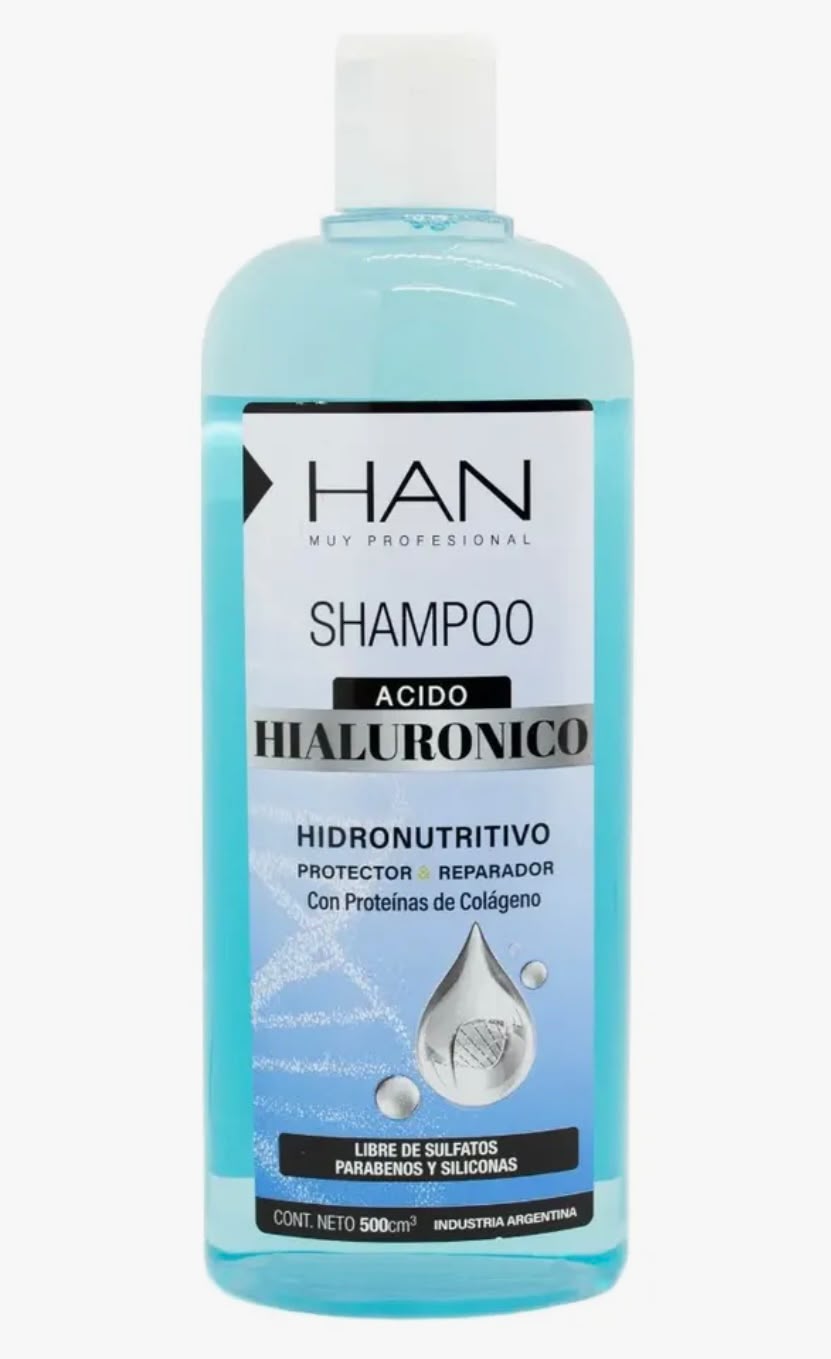 HAN
MUY PROFESIONAL
SHAMPOO
ACIDO
HIALURONICO
HIDRONUTRITIVO
PROTECTOR & REPARADOR
Con Proteínas de Colágeno
LIBRE DE SULFATOS
PARABENOS Y SILICONAS
CONT. NETO 500cm³ INDUSTRIA ARGENTINA